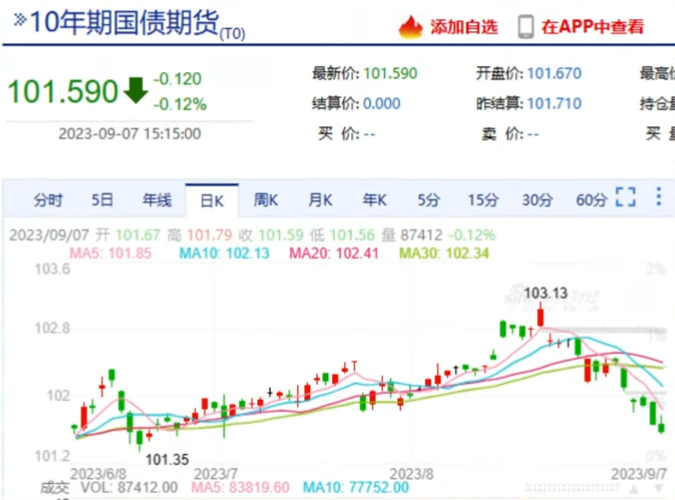 10年期国债期货(T0)
添加自选
在APP中查看
101.590
-0.120
-0.12%
2023-09-07 15:15:00
最新价: 101.590 开盘价: 101.670 最高价
结算价: 0.000 昨结算: 101.710 持仓量
买 价: -- 卖 价: -- 买 量
分时 5日 年线 日K 周K 月K 年K 5分 15分 30分 60分
2023/09/07 开 101.67 高 101.79 收 101.59 低 101.56 量 87412 -0.12%
MA5: 101.85 MA10: 102.13 MA20: 102.41 MA30: 102.34
103.6 2%
103.13
102.8 1%
102
101.35
101.2 0%
2023/6/8 2023/7 2023/8 2023/9/7
成交 VOL: 87412.00 MA5: 83819.60 MA10: 77752.00